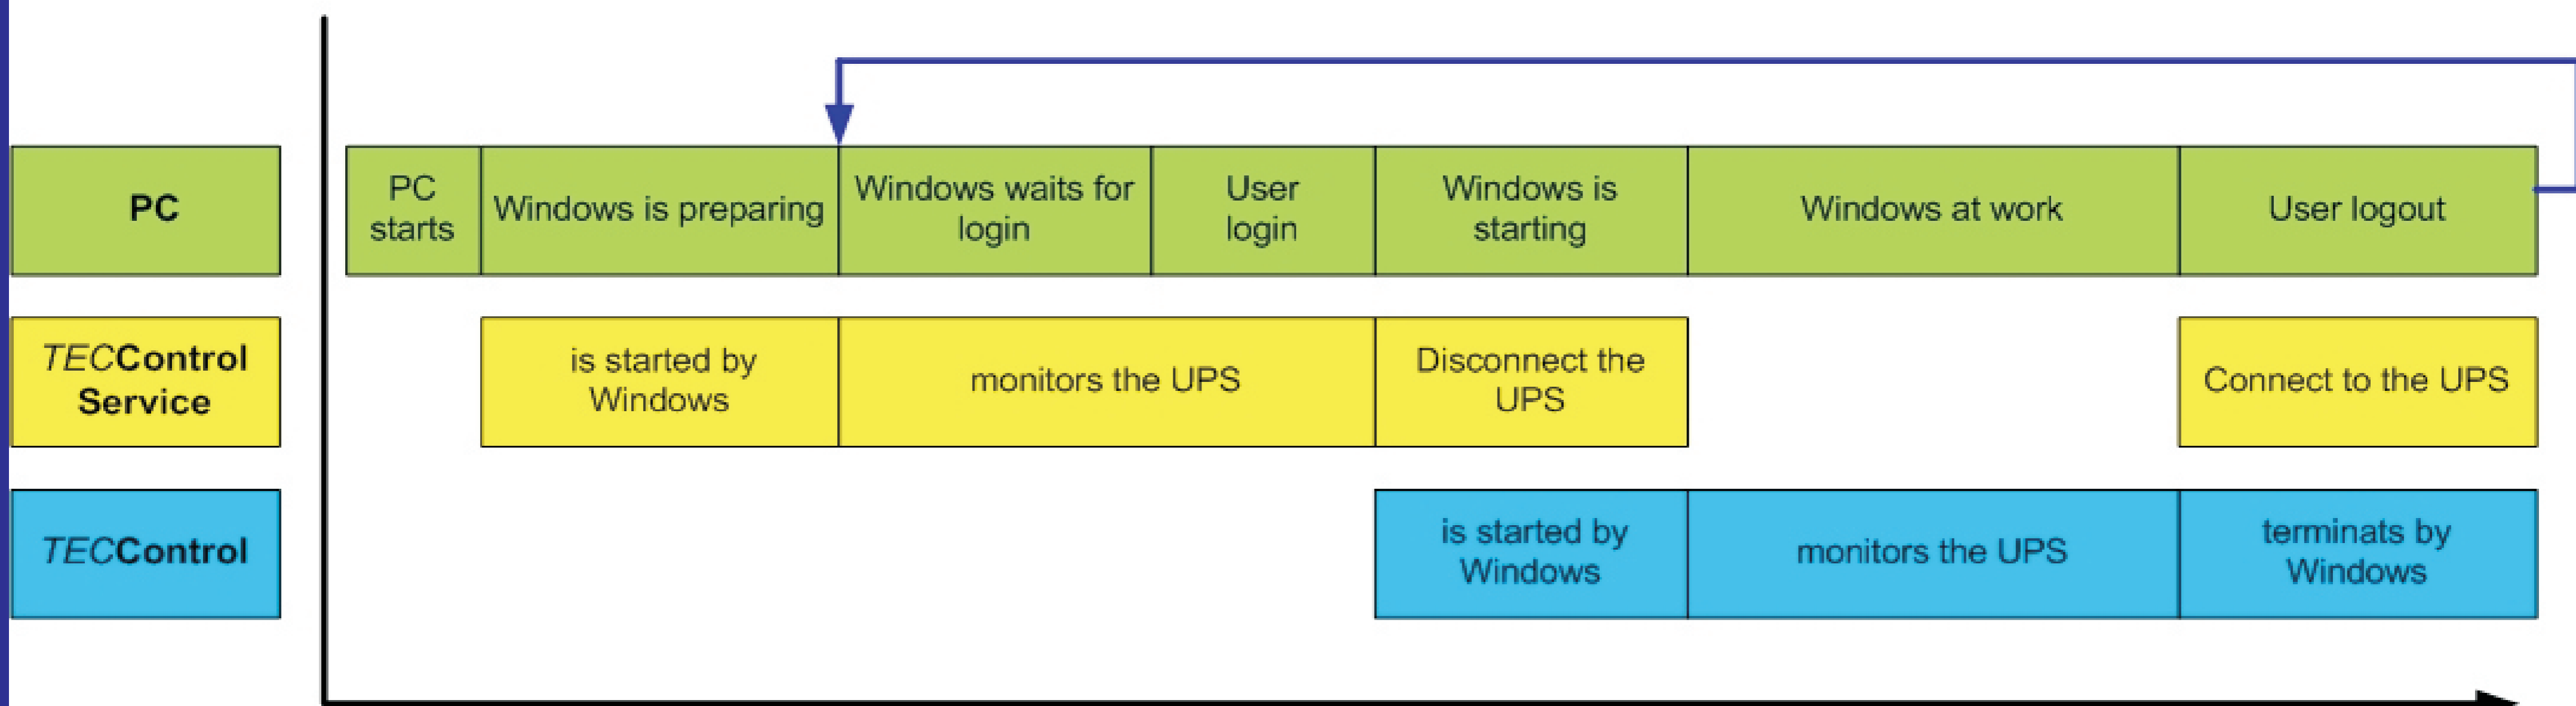 PC
PC
starts
Windows is preparing
Windows waits for
login
User
login
Windows is
starting
Windows at work
User logout
TECControl
Service
is started by
Windows
monitors the UPS
Disconnect the
UPS
Connect to the UPS
TECControl
is started by
Windows
monitors the UPS
terminats by
Windows